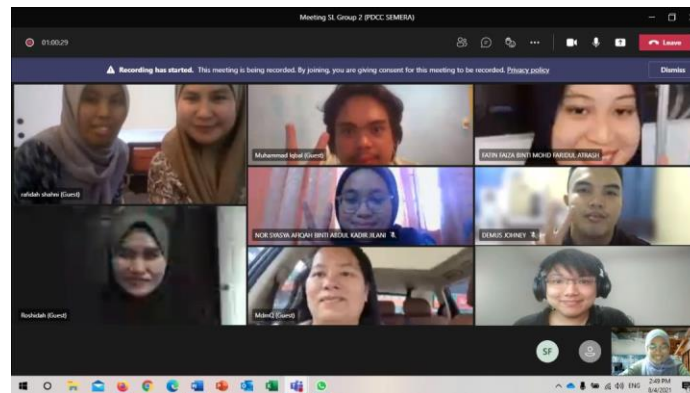 Meeting SL Group 2 (PDCC SEMERA)
01:00:29
Leave
Recording has started. This meeting is being recorded. By joining, you are giving consent for this meeting to be recorded. Privacy policy
Dismiss
rafidah shahni (Guest)
Muhammad Iqbal (Guest)
FATIN FAIZA BINTI MOHD FARIDUL ATRASH
NOR SYASYA AFIQAH BINTI ABDUL KADIR JILANI
DEMUS JOHNEY
Roshidah (Guest)
MdmCJ (Guest)
SF
ENG
2:48 PM
8/4/2021